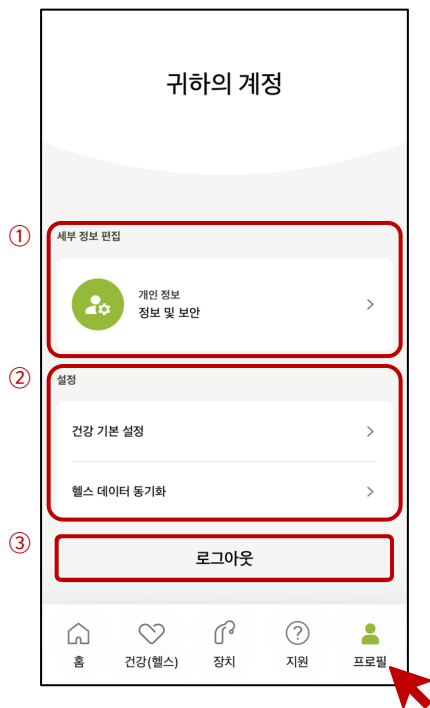 귀하의 계정
①
세부 정보 편집
개인 정보
정보 및 보안
②
설정
건강 기본 설정
헬스 데이터 동기화
③
로그아웃
홈 건강(헬스) 장치 지원 프로필